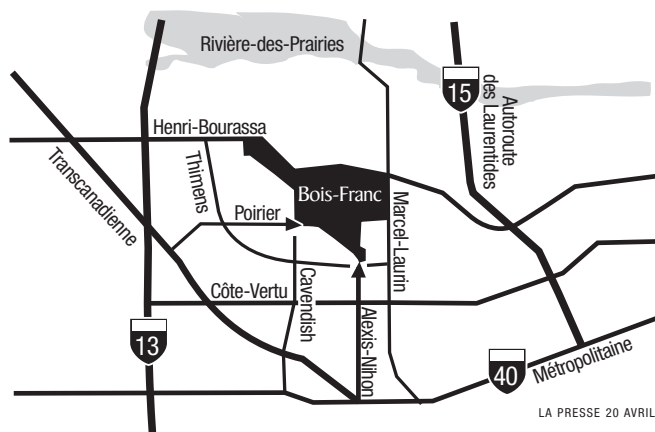 Rivière-des-Prairies
15
Autoroute
des Laurentides
Henri-Bourassa
Transcanadienne
Thimens
Bois-Franc
Marcel-Laurin
Poirier
Côte-Vertu
Cavendish
Alexis-Nihon
13
40
Métropolitaine
LA PRESSE 20 AVRIL